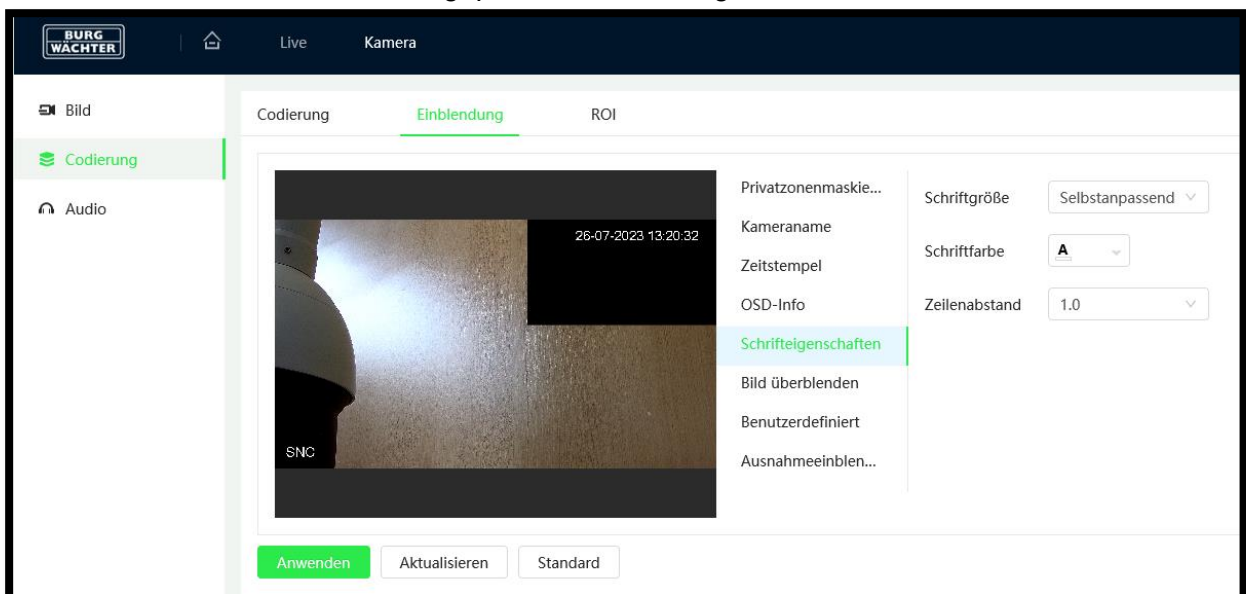 BURG
WÄCHTER
Live
Kamera
Bild
Codierung
Audio
Codierung
Einblendung
ROI
26-07-2023 13:20:32
SNC
Privatzonenmaskie...
Kameraname
Zeitstempel
OSD-Info
Schrifteigenschaften
Bild überblenden
Benutzerdefiniert
Ausnahmeeinblen...
Schriftgröße
Selbstanpassend
Schriftfarbe
A
Zeilenabstand
1.0
Anwenden
Aktualisieren
Standard